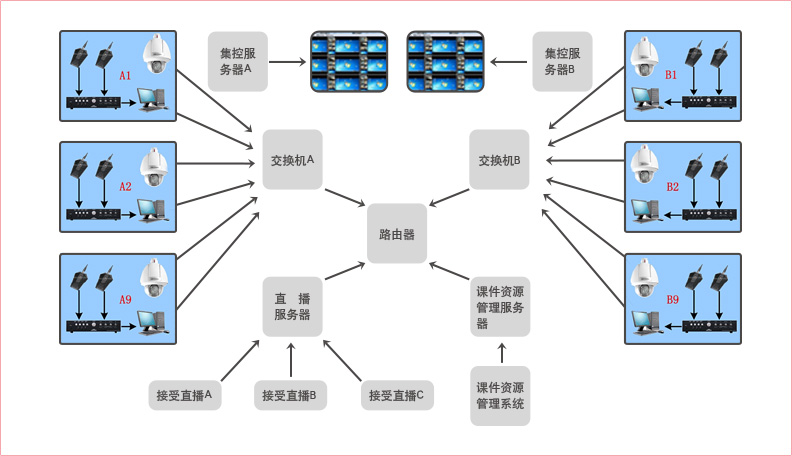 A1
集控服
务器A
集控服
务器B
B1
交换机A
交换机B
A2
B2
路由器
A9
直 播
服务器
课件资源
管理服务
器
B9
接受直播A
接受直播B
接受直播C
课件资源
管理系统